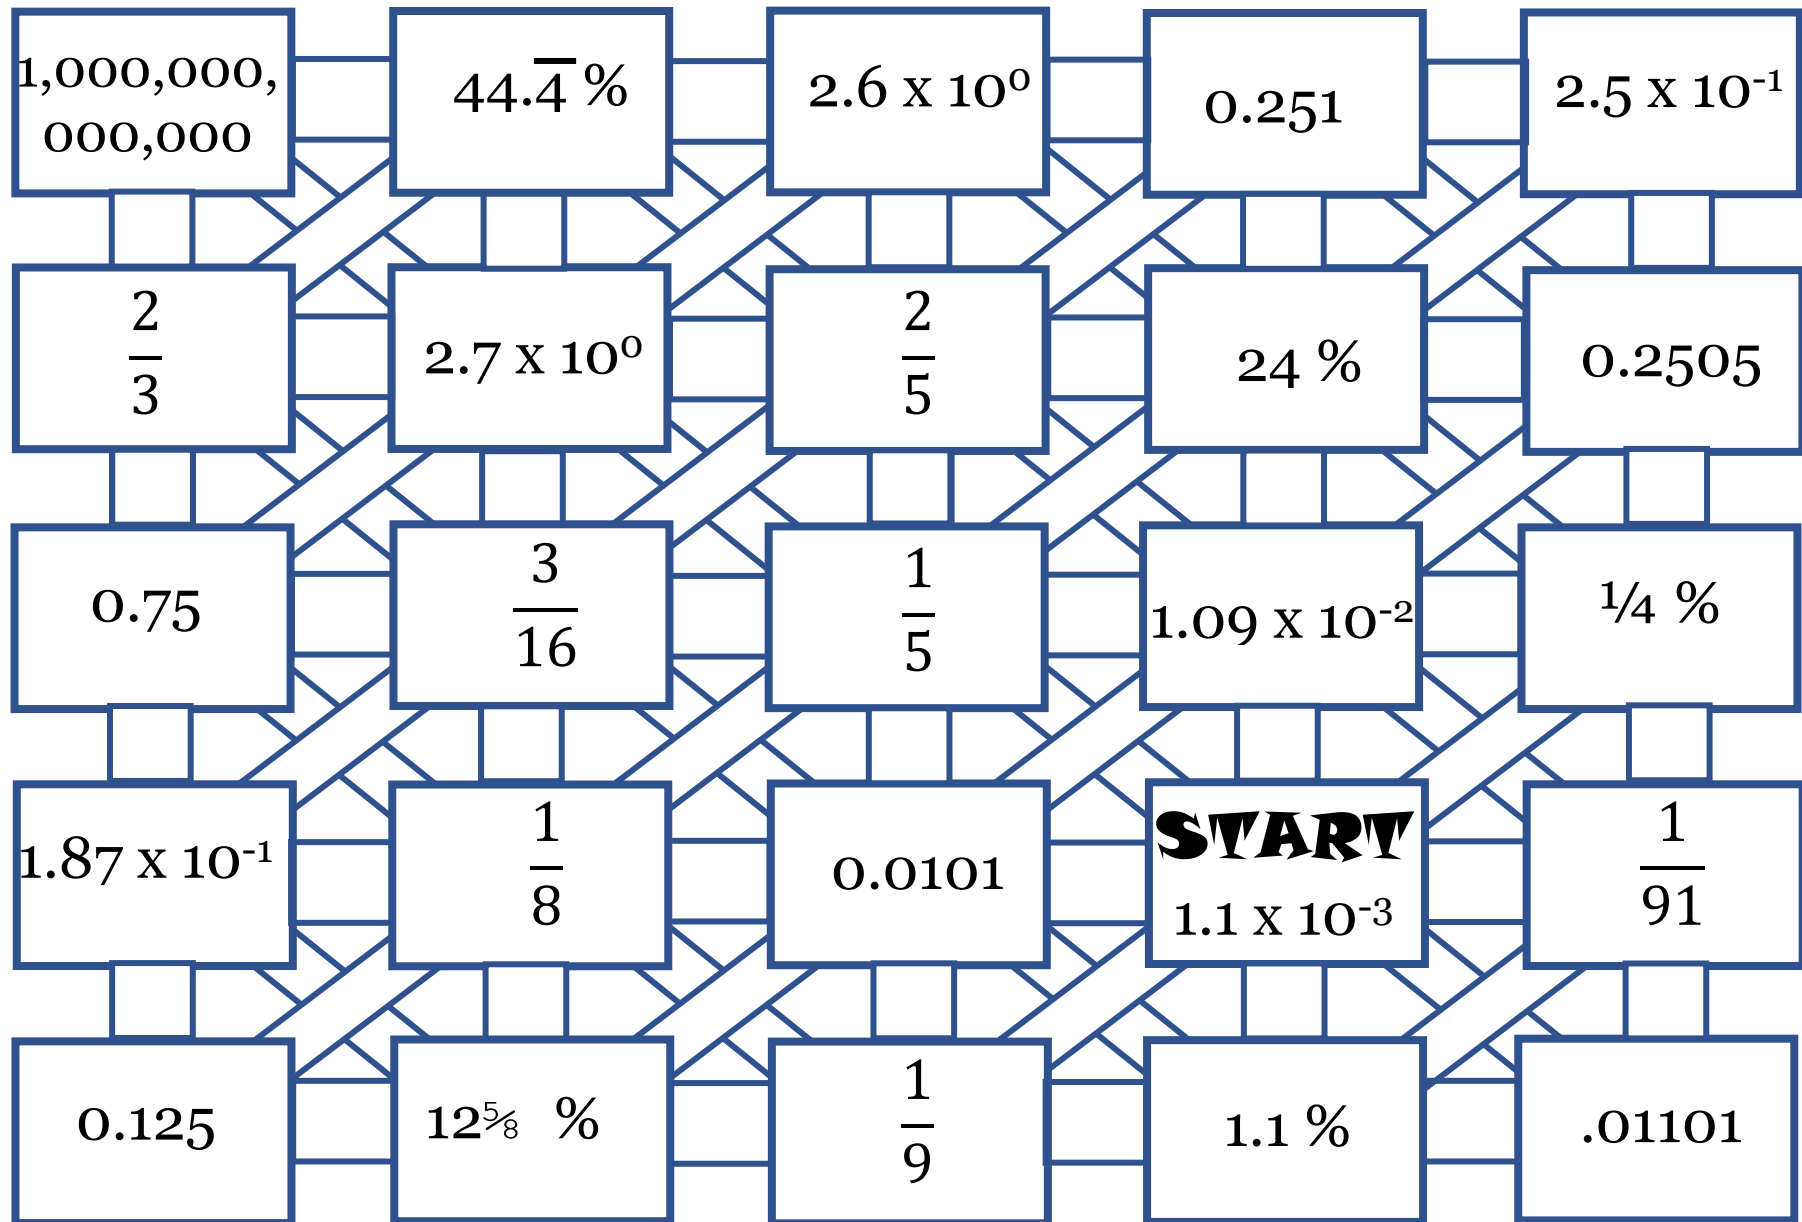 1,000,000,
000,000
44.4̅ %
2.6 x 10⁰
0.251
2.5 x 10⁻¹
2/3
2.7 x 10⁰
2/5
24 %
0.2505
0.75
3/16
1/5
1.09 x 10⁻²
¼ %
1.87 x 10⁻¹
1/8
0.0101
START
1.1 x 10⁻³
1/91
0.125
12⅝ %
1/9
1.1 %
.01101